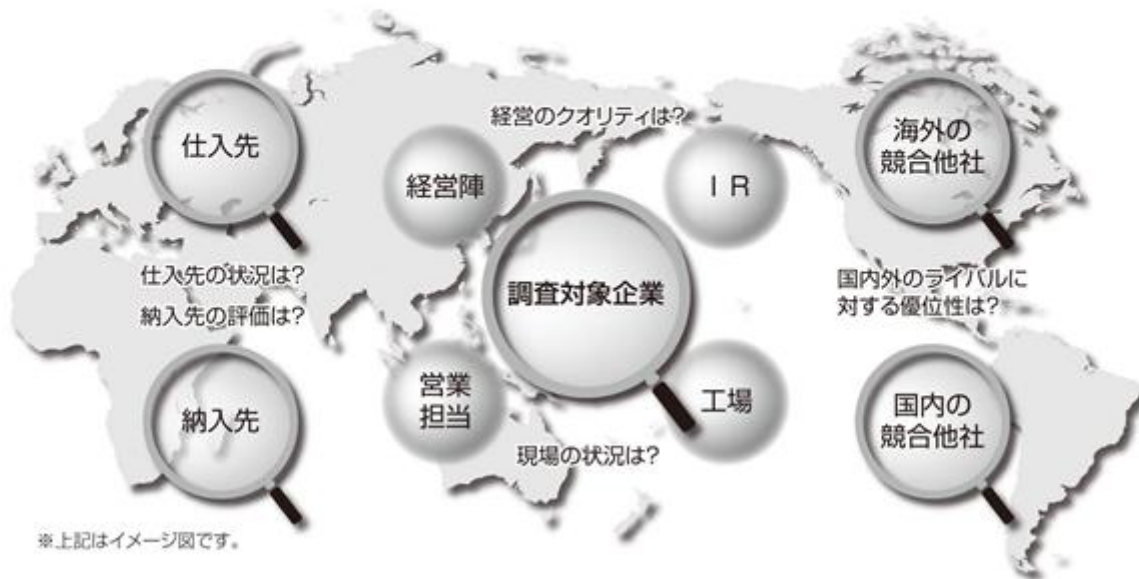 経営のクオリティは?
仕入先
経営陣
ＩＲ
海外の
競合他社
仕入先の状況は?
納入先の評価は?
調査対象企業
国内外のライバルに
対する優位性は?
納入先
営業
担当
工場
国内の
競合他社
現場の状況は?
※上記はイメージ図です。